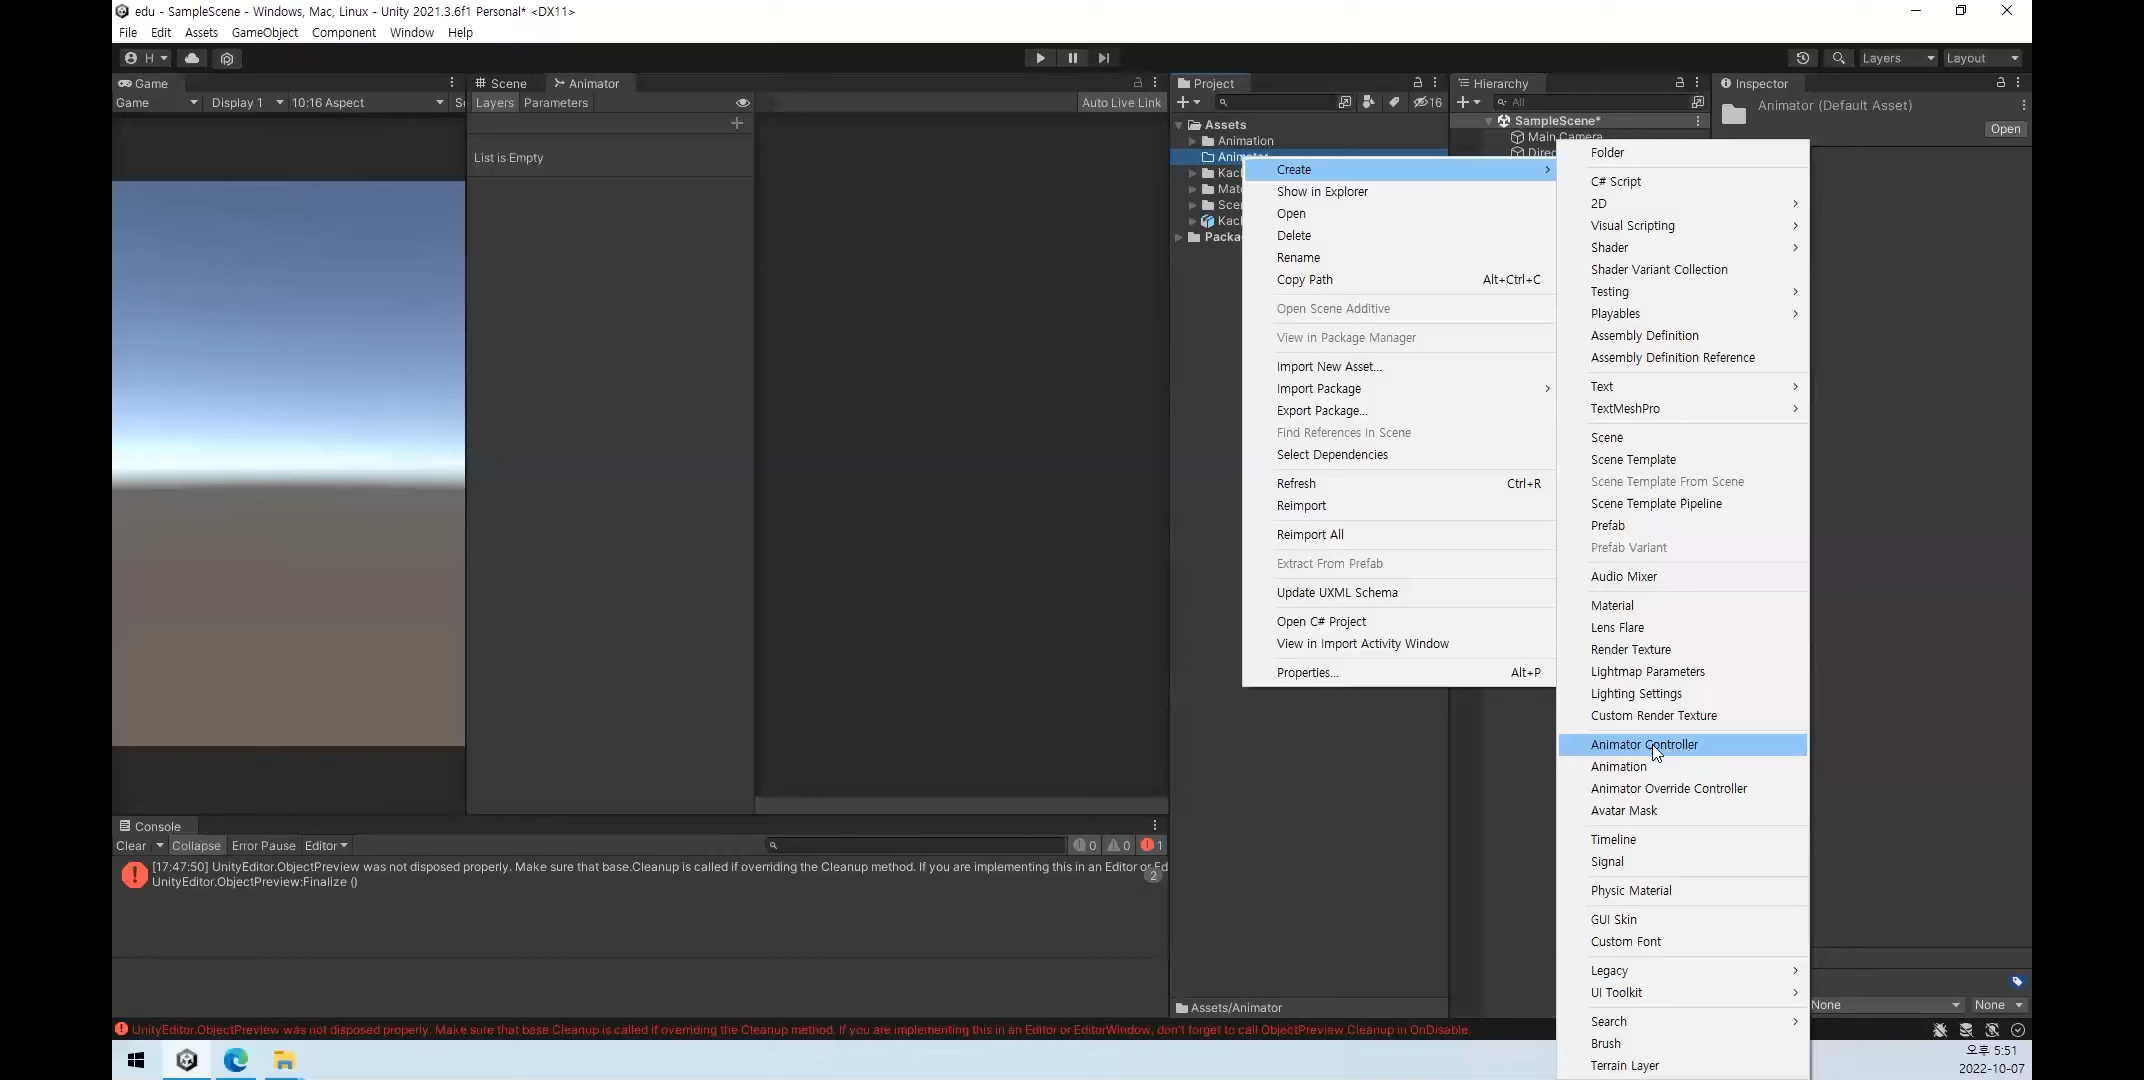 edu - SampleScene - Windows, Mac, Linux - Unity 2021.3.6f1 Personal* <DX11>
File Edit Assets GameObject Component Window Help
H
Layers Layout
Game
Game Display 1 10:16 Aspect Sc
Scene Animator
Layers Parameters
Auto Live Link
List is Empty
Project
16
Assets
Animation
Animator
Kacl
Mate
Scen
Kacl
Packa
Hierarchy
All
SampleScene*
Main Camera
Direc
Inspector
Animator (Default Asset)
Open
Create
Show in Explorer
Open
Delete
Rename
Copy Path Alt+Ctrl+C
Open Scene Additive
View in Package Manager
Import New Asset...
Import Package
Export Package...
Find References In Scene
Select Dependencies
Refresh Ctrl+R
Reimport
Reimport All
Extract From Prefab
Update UXML Schema
Open C# Project
View in Import Activity Window
Properties... Alt+P
Folder
C# Script
2D
Visual Scripting
Shader
Shader Variant Collection
Testing
Playables
Assembly Definition
Assembly Definition Reference
Text
TextMeshPro
Scene
Scene Template
Scene Template From Scene
Scene Template Pipeline
Prefab
Prefab Variant
Audio Mixer
Material
Lens Flare
Render Texture
Lightmap Parameters
Lighting Settings
Custom Render Texture
Animator Controller
Animation
Animator Override Controller
Avatar Mask
Timeline
Signal
Physic Material
GUI Skin
Custom Font
Legacy
UI Toolkit
Search
Brush
Terrain Layer
Console
Clear Collapse Error Pause Editor
0 0 1
[17:47:50] UnityEditor.ObjectPreview was not disposed properly. Make sure that base.Cleanup is called if overriding the Cleanup method. If you are implementing this in an Editor or Ed
UnityEditor.ObjectPreview:Finalize ()
2
Assets/Animator
None None
UnityEditor.ObjectPreview was not disposed properly. Make sure that base.Cleanup is called if overriding the Cleanup method. If you are implementing this in an Editor or EditorWindow, don't forget to call ObjectPreview.Cleanup in OnDisable.
오후 5:51
2022-10-07